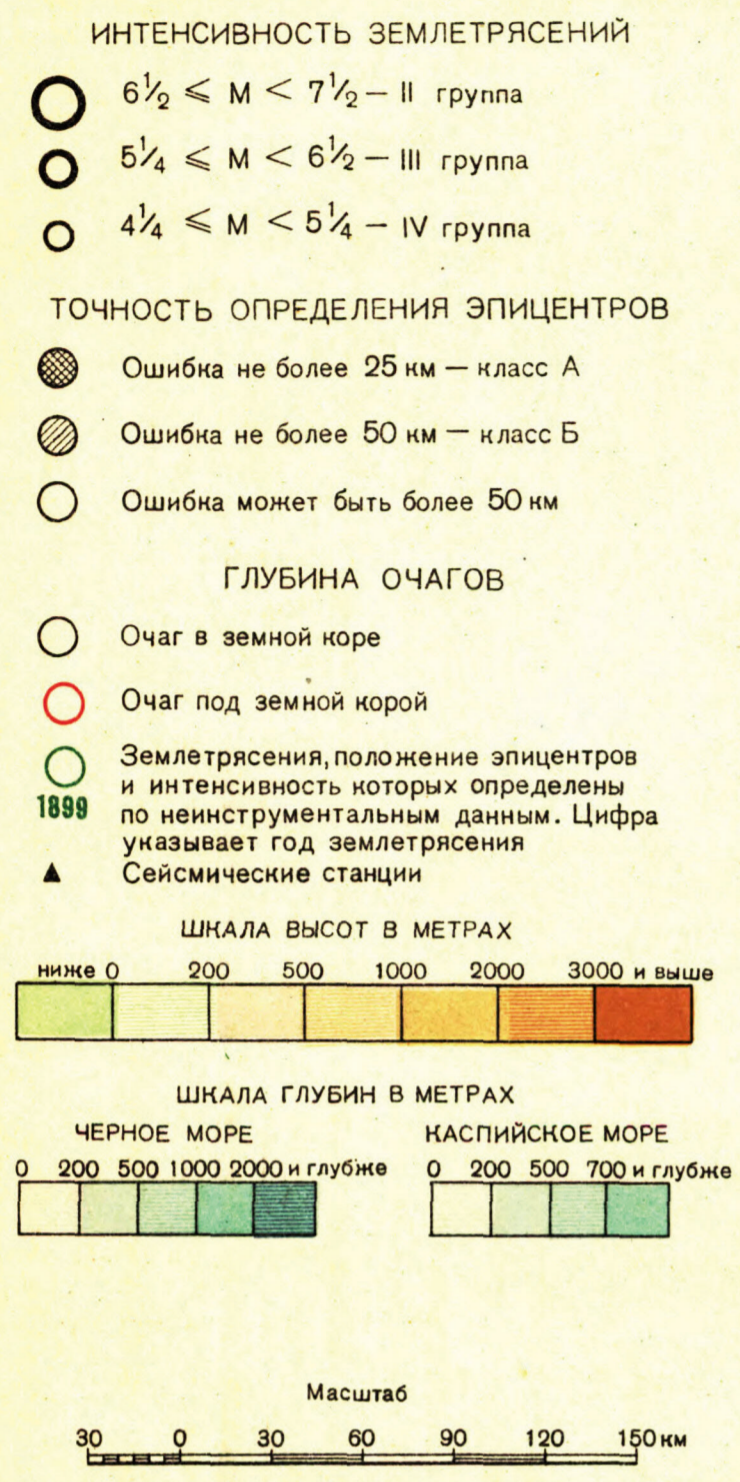 ИНТЕНСИВНОСТЬ ЗЕМЛЕТРЯСЕНИЙ
6½ ⩽ M < 7½ – II группа
5¼ ⩽ M < 6½ – III группа
4¼ ⩽ M < 5¼ – IV группа
ТОЧНОСТЬ ОПРЕДЕЛЕНИЯ ЭПИЦЕНТРОВ
Ошибка не более 25 км — класс А
Ошибка не более 50 км — класс Б
Ошибка может быть более 50 км
ГЛУБИНА ОЧАГОВ
Очаг в земной коре
Очаг под земной корой
Землетрясения, положение эпицентров
и интенсивность которых определены
1899 по неинструментальным данным. Цифра
указывает год землетрясения
Сейсмические станции
ШКАЛА ВЫСОТ В МЕТРАХ
ниже 0 200 500 1000 2000 3000 и выше
ШКАЛА ГЛУБИН В МЕТРАХ
ЧЕРНОЕ МОРЕ КАСПИЙСКОЕ МОРЕ
0 200 500 1000 2000 и глубже 0 200 500 700 и глубже
Масштаб
30 0 30 60 90 120 150 км